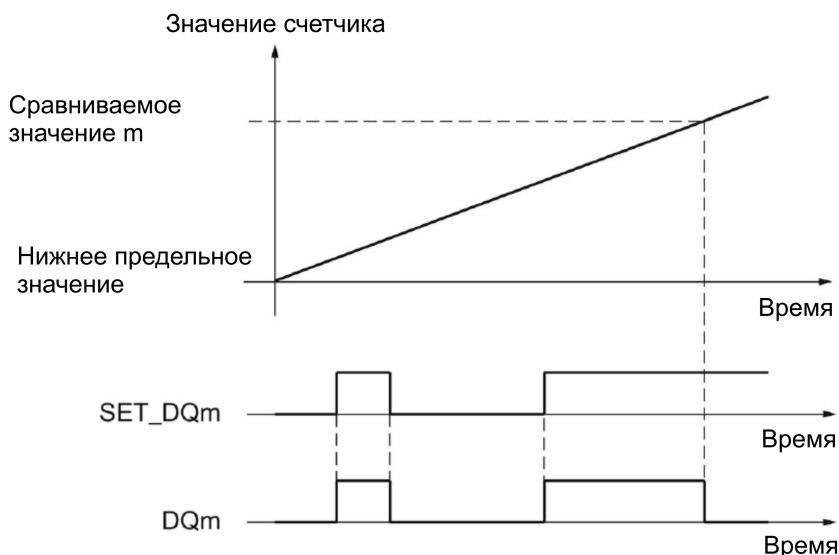 Значение счетчика
Сравниваемое
значение m
Нижнее предельное
значение
Время
SET_DQm
Время
DQm
Время